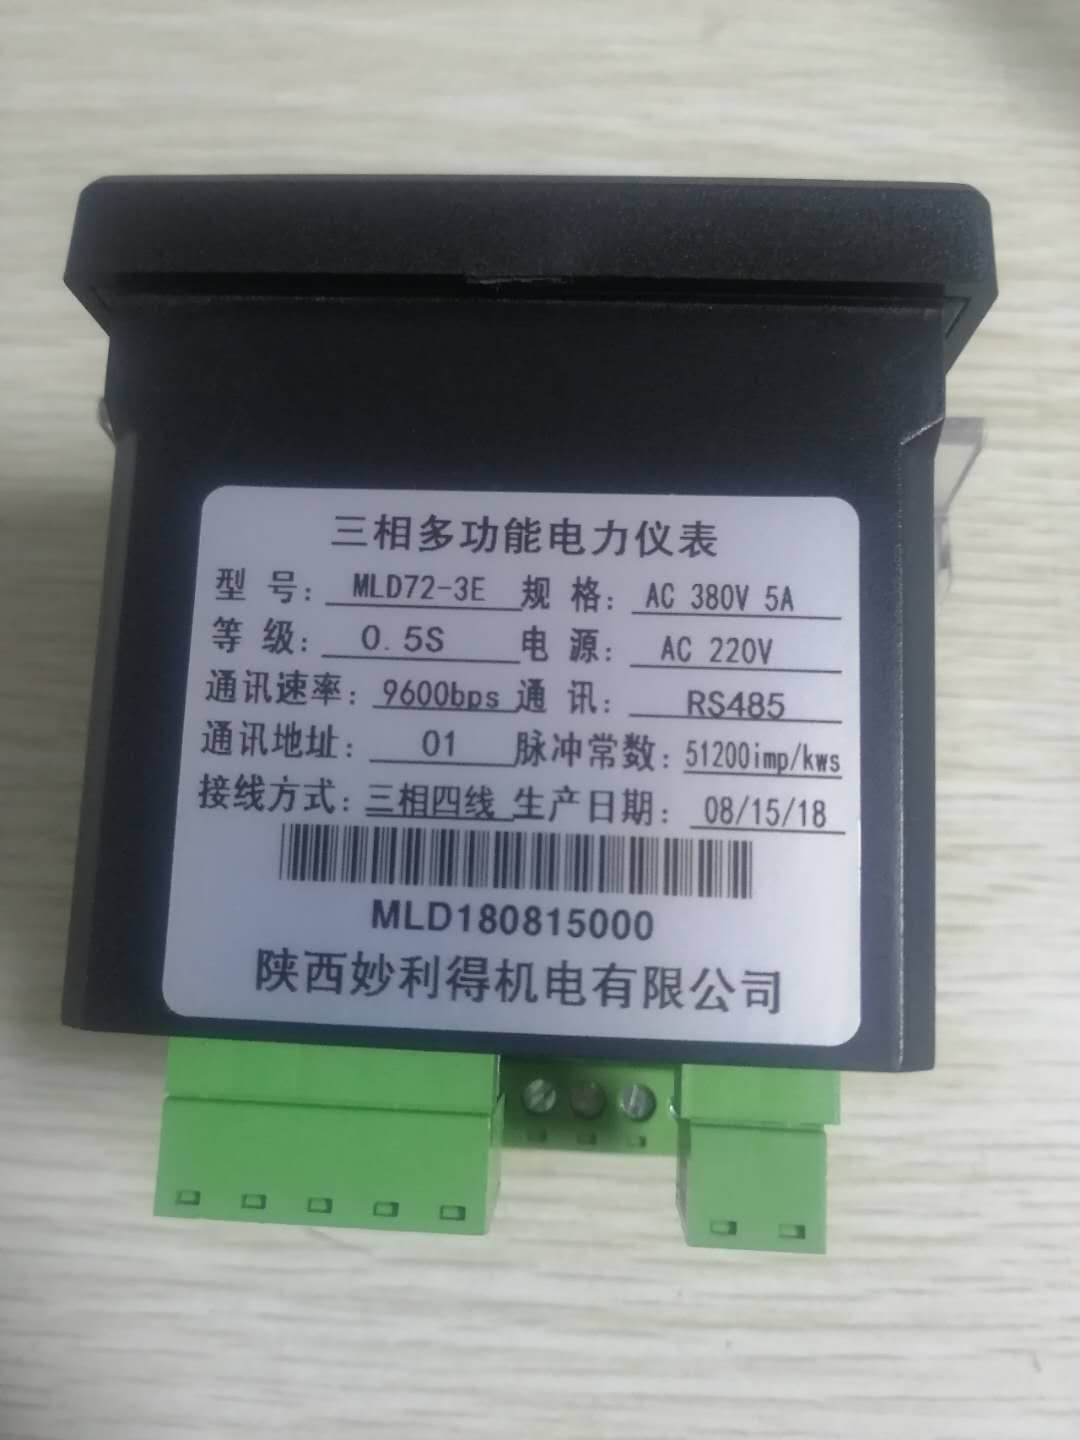 三相多功能电力仪表
型 号: MLD72-3E 规 格: AC 380V 5A
等 级: 0.5S 电 源: AC 220V
通讯速率: 9600bps 通 讯: RS485
通讯地址: 01 脉冲常数: 51200imp/kws
接线方式: 三相四线 生产日期: 08/15/18
MLD180815000
陕西妙利得机电有限公司